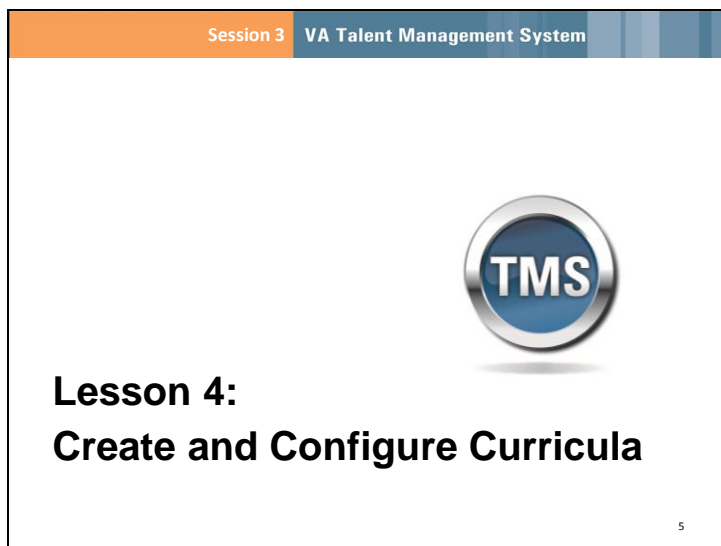 Session 3 VA Talent Management System
TMS
Lesson 4:
Create and Configure Curricula
5